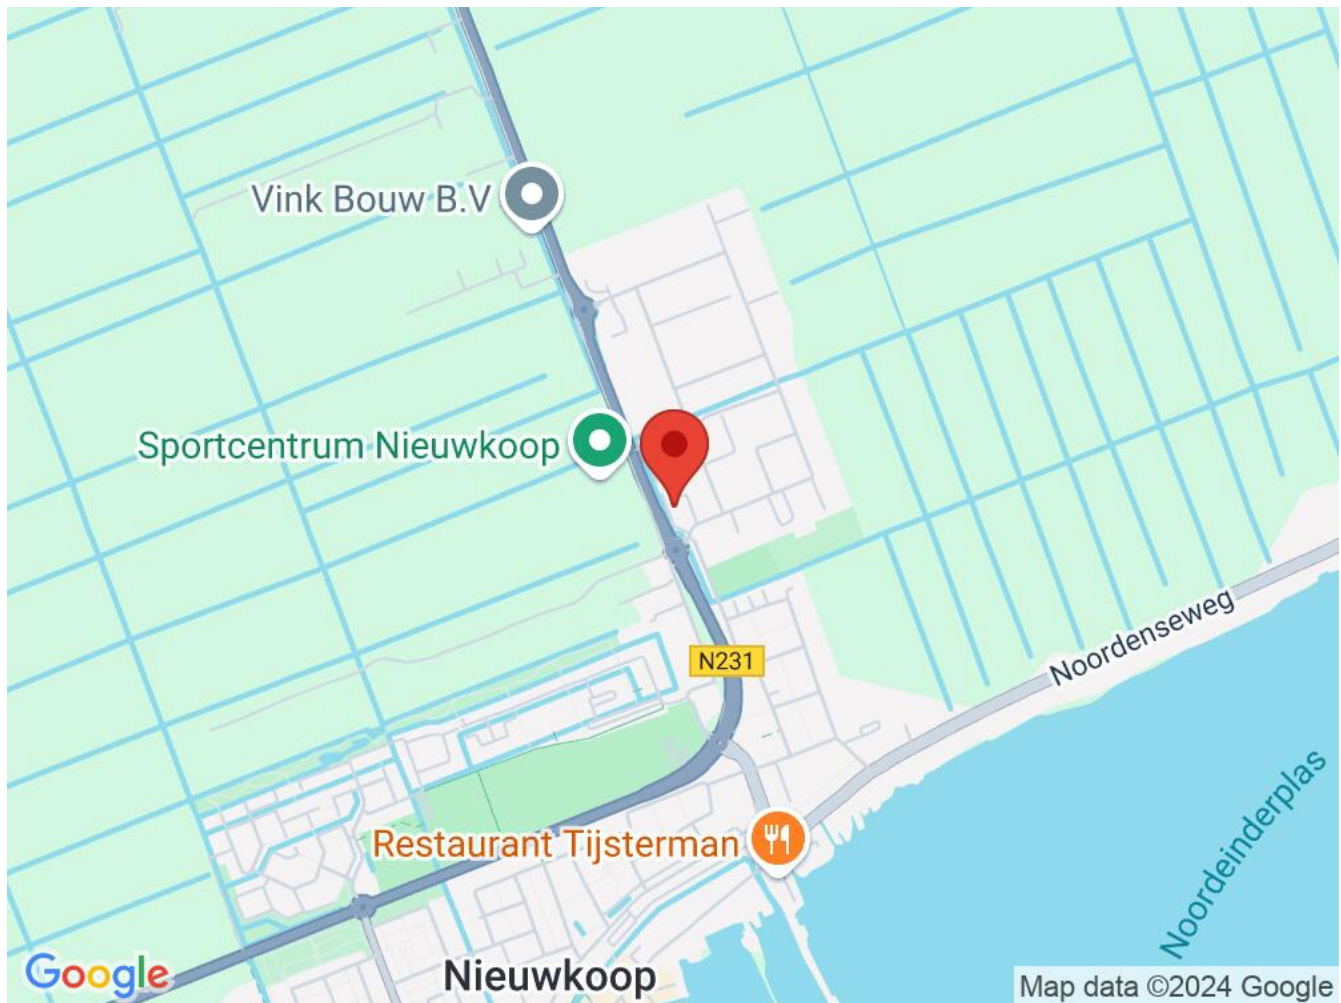 Vink Bouw B.V
Sportcentrum Nieuwkoop
Noordenseweg
N231
Restaurant Tijsterman
Noordeinderplas
Nieuwkoop
Google
Map data ©2024 Google